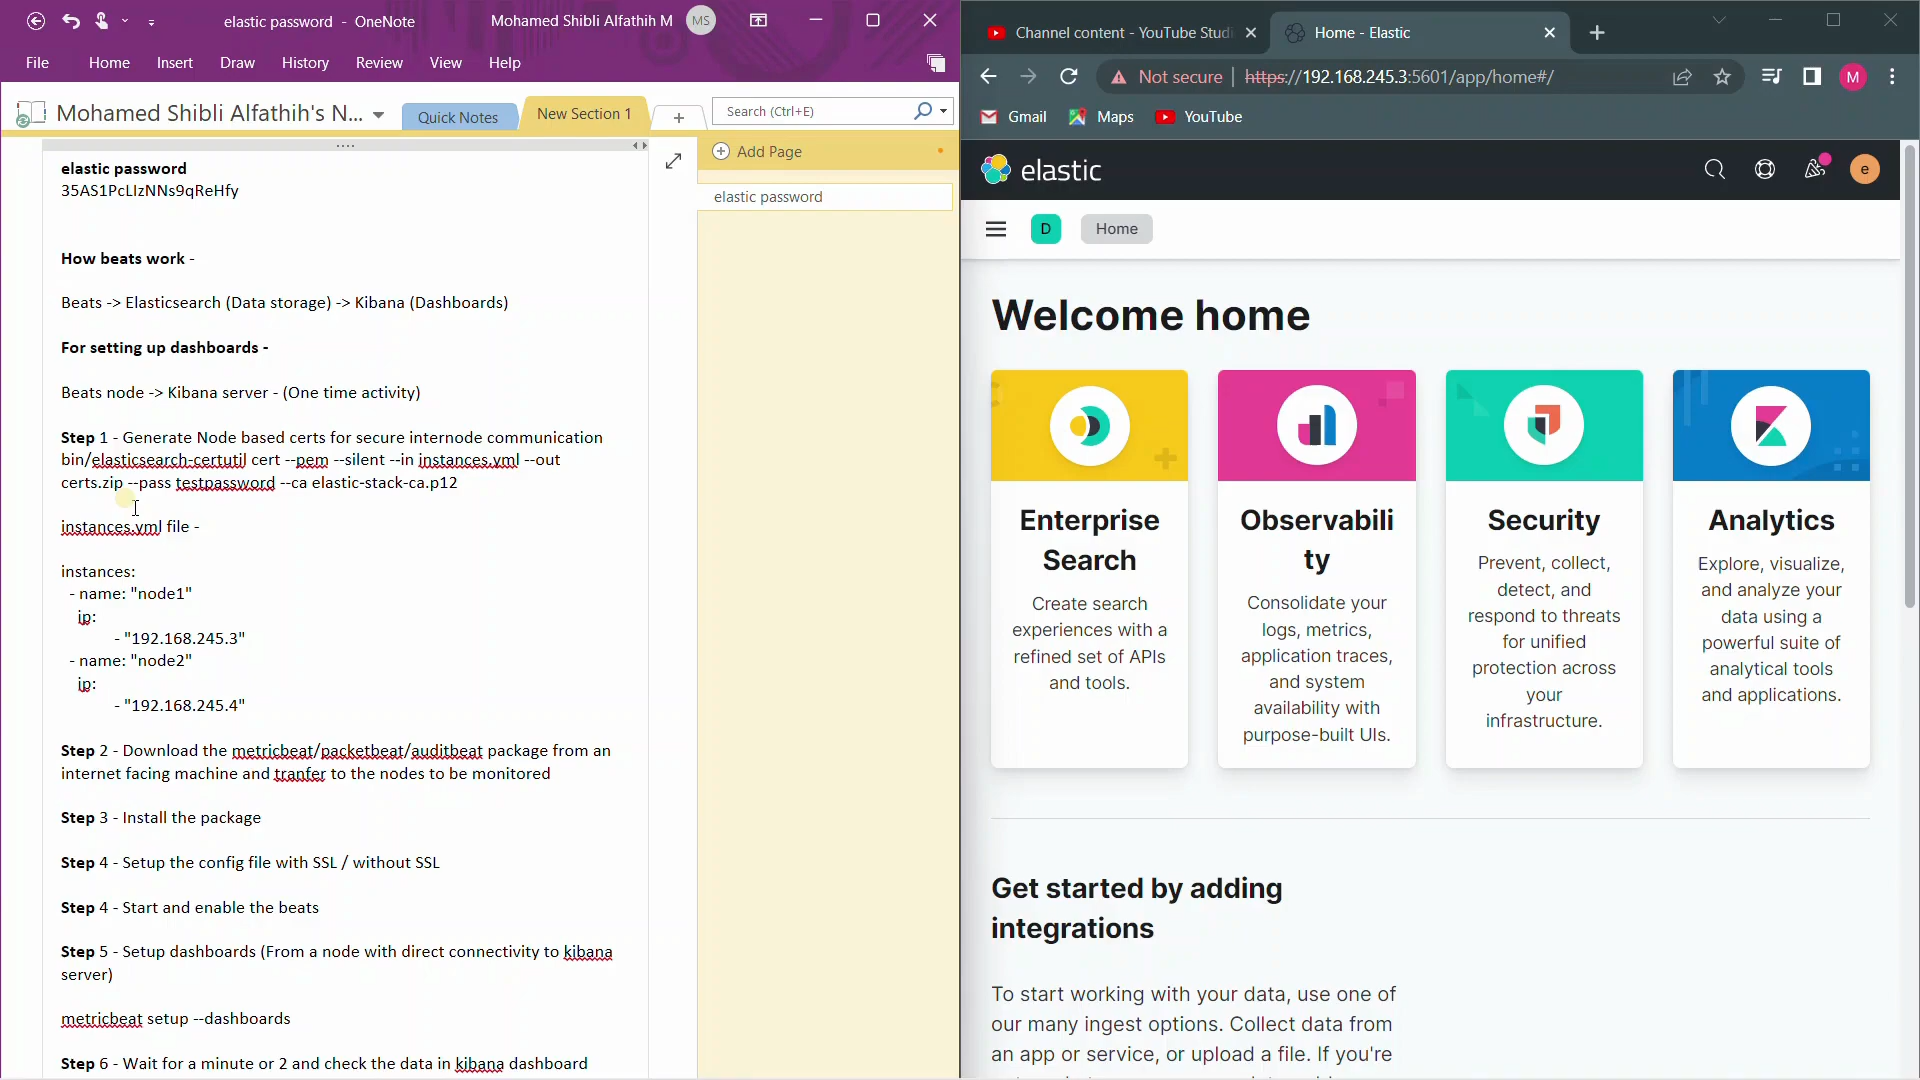 elastic password - OneNote
Mohamed Shibli Alfathih M
MS
File
Home
Insert
Draw
History
Review
View
Help
Mohamed Shibli Alfathih's N...
Quick Notes
New Section 1
Search (Ctrl+E)
Add Page
elastic password
elastic password
35AS1PcLIzNNs9qReHfy
How beats work -
Beats -> Elasticsearch (Data storage) -> Kibana (Dashboards)
For setting up dashboards -
Beats node -> Kibana server - (One time activity)
Step 1 - Generate Node based certs for secure internode communication
bin/elasticsearch-certutil cert --pem --silent --in instances.yml --out
certs.zip --pass testpassword --ca elastic-stack-ca.p12
instances.yml file -
instances:
- name: "node1"
ip:
- "192.168.245.3"
- name: "node2"
ip:
- "192.168.245.4"
Step 2 - Download the metricbeat/packetbeat/auditbeat package from an
internet facing machine and tranfer to the nodes to be monitored
Step 3 - Install the package
Step 4 - Setup the config file with SSL / without SSL
Step 4 - Start and enable the beats
Step 5 - Setup dashboards (From a node with direct connectivity to kibana
server)
metricbeat setup --dashboards
Step 6 - Wait for a minute or 2 and check the data in kibana dashboard
Channel content - YouTube Studi
Home - Elastic
Not secure
https://192.168.245.3:5601/app/home#/
M
Gmail
Maps
YouTube
elastic
e
D
Home
Welcome home
Enterprise
Search
Create search
experiences with a
refined set of APIs
and tools.
Observabili
ty
Consolidate your
logs, metrics,
application traces,
and system
availability with
purpose-built UIs.
Security
Prevent, collect,
detect, and
respond to threats
for unified
protection across
your
infrastructure.
Analytics
Explore, visualize,
and analyze your
data using a
powerful suite of
analytical tools
and applications.
Get started by adding
integrations
To start working with your data, use one of
our many ingest options. Collect data from
an app or service, or upload a file. If you're